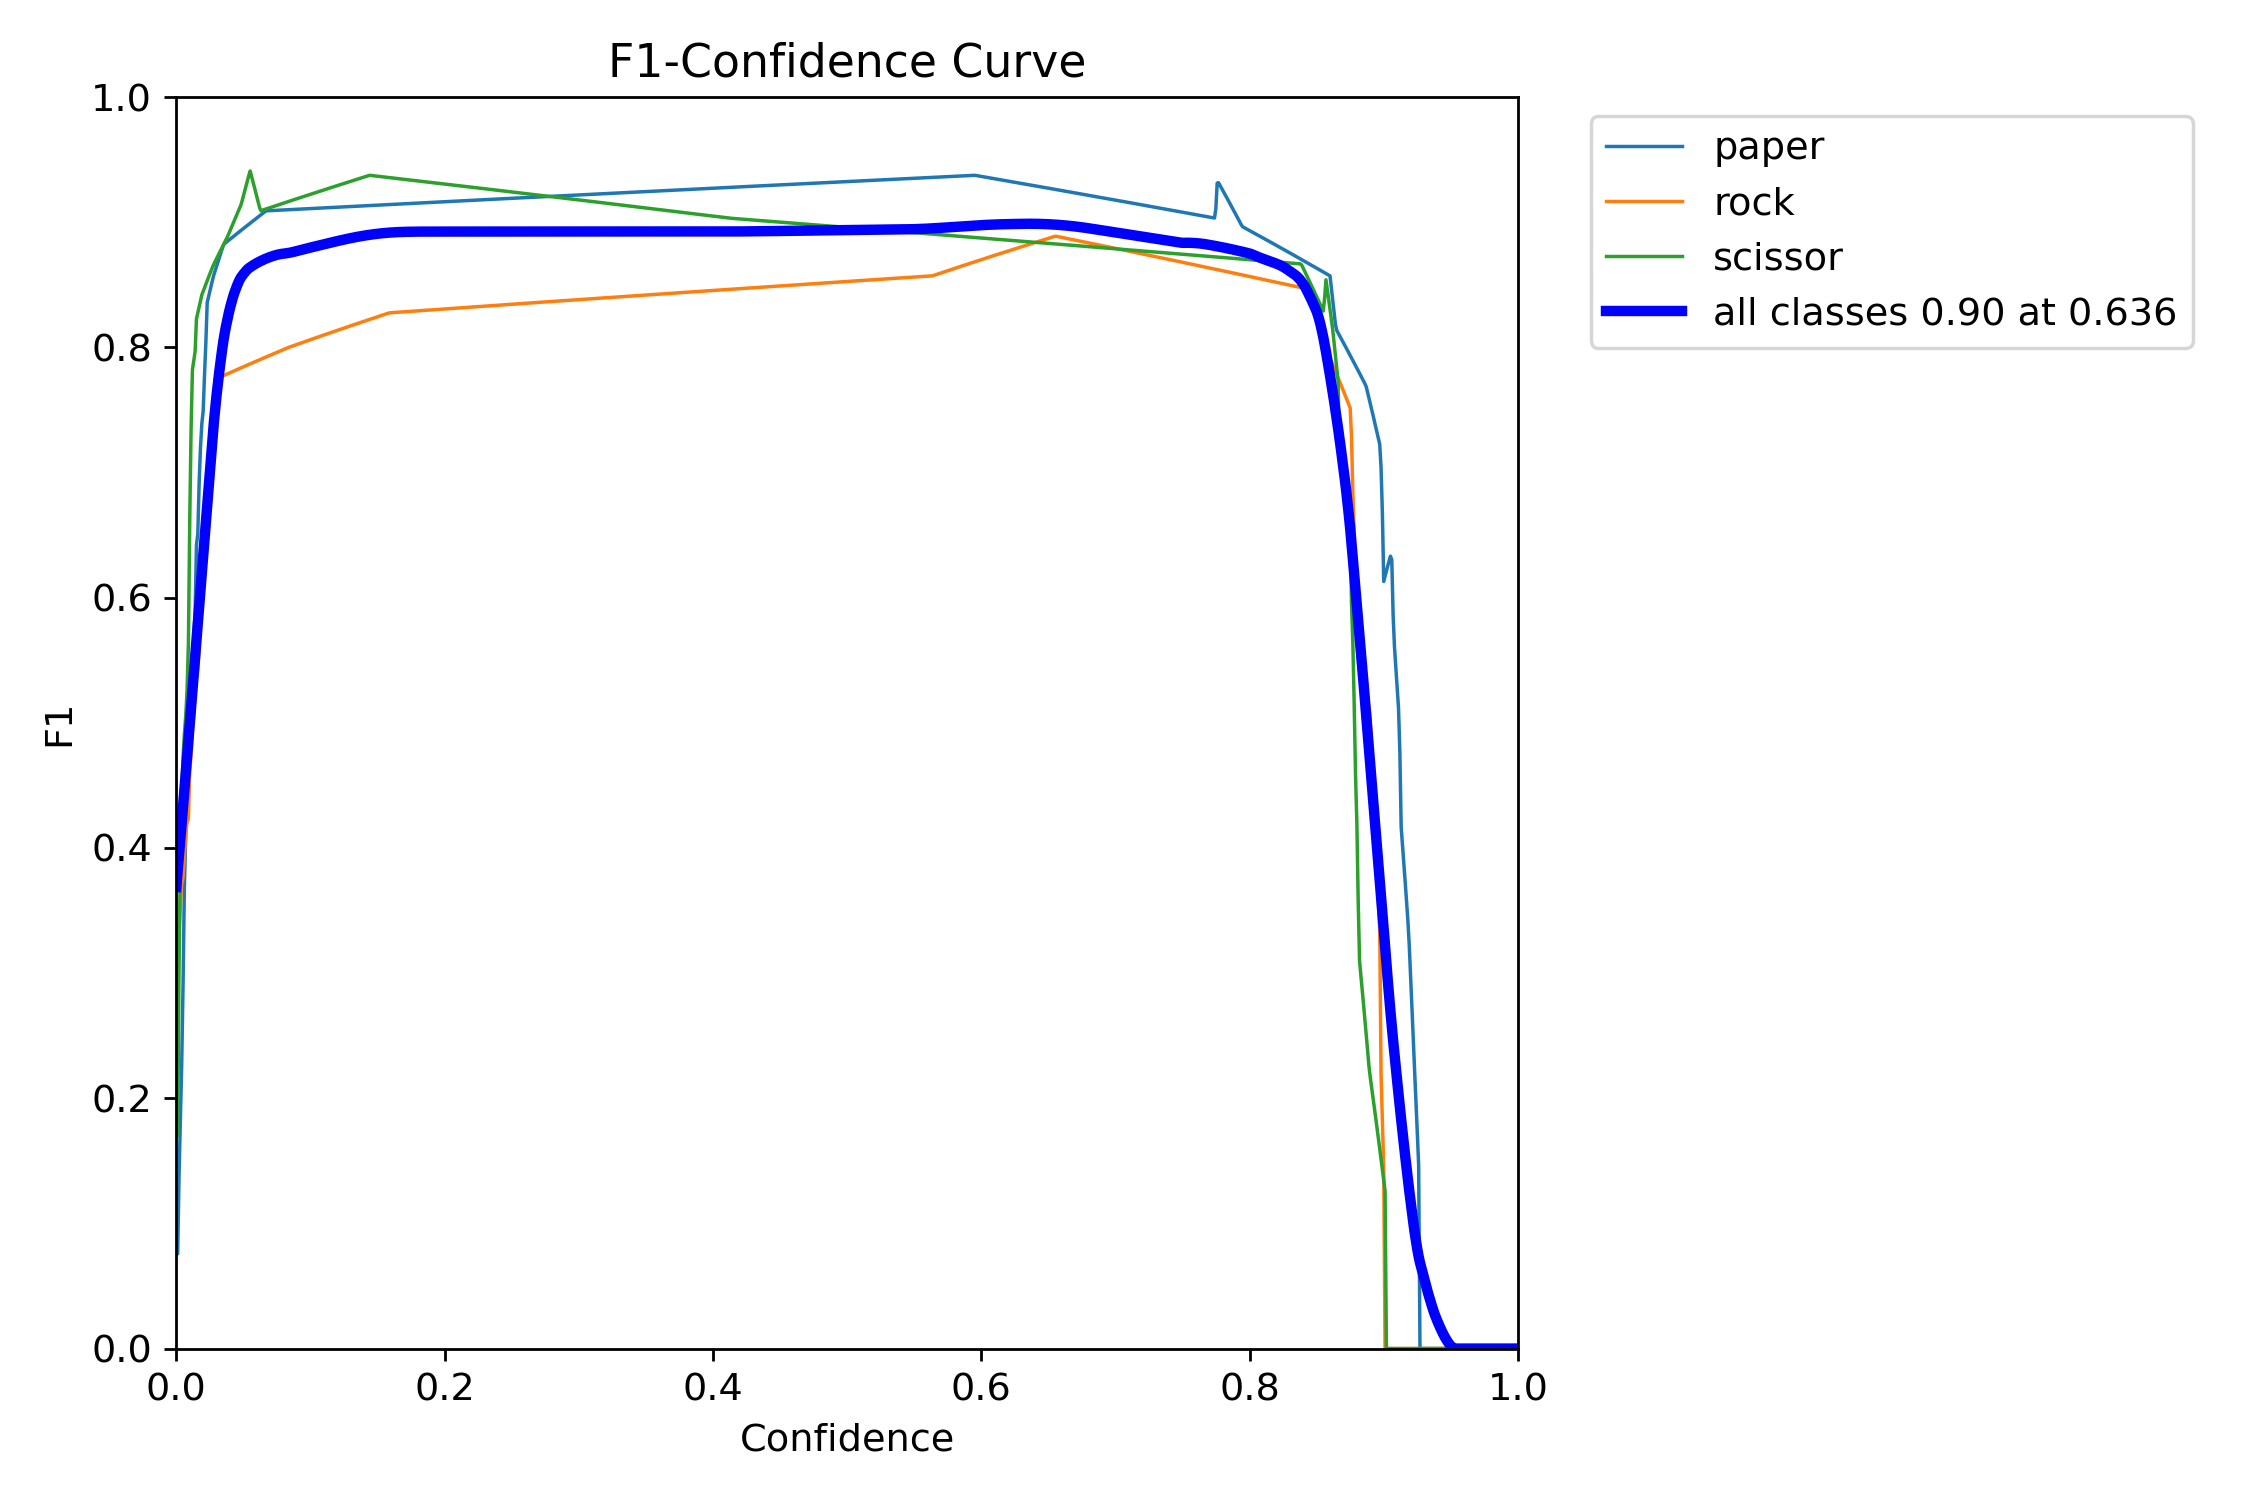 F1-Confidence Curve
1.0
0.8
0.6
0.4
0.2
0.0
F1
0.0 0.2 0.4 0.6 0.8 1.0
Confidence
paper
rock
scissor
all classes 0.90 at 0.636